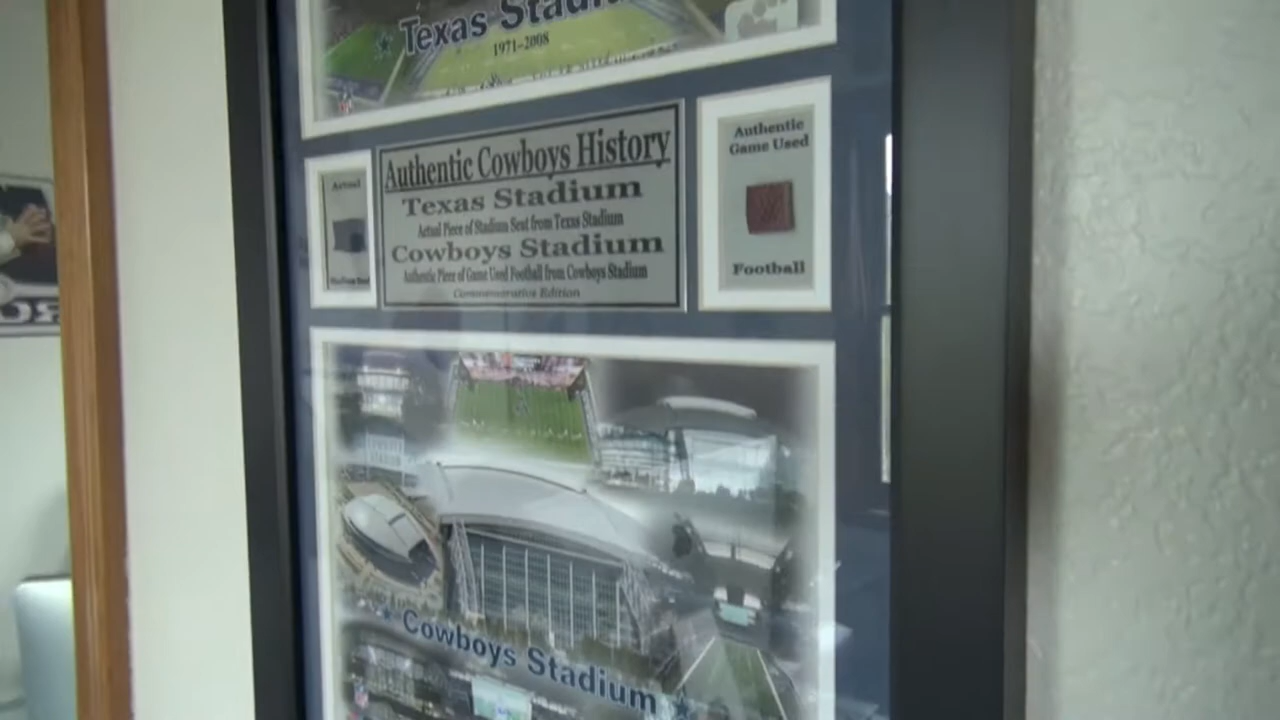 Texas
1971–2008
Authentic Cowboys History
Texas Stadium
Actual Piece of Stadium Seat from Texas Stadium
Cowboys Stadium
Authentic Piece of Game Used Football from Cowboys Stadium
Commemorative Edition
Actual
Authentic
Game Used
Football
Cowboys Stadium